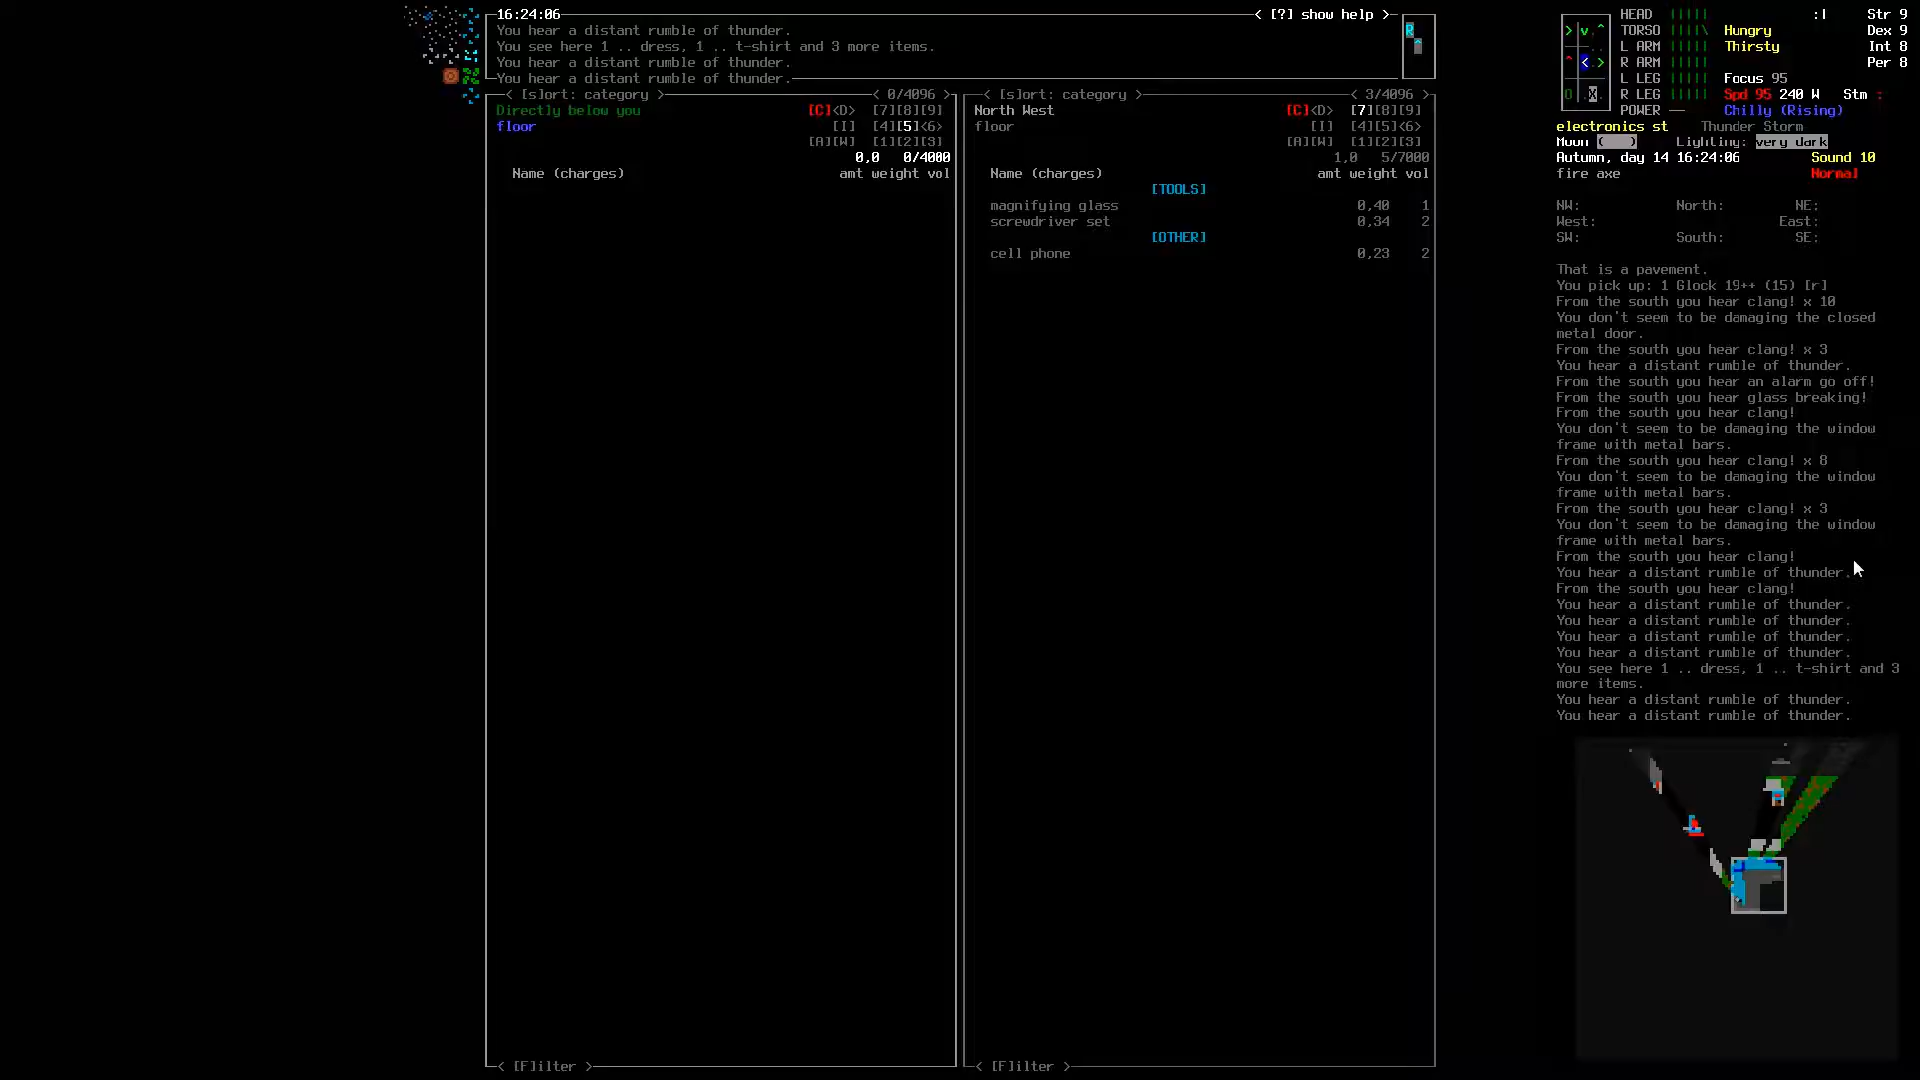 16:24:06 < [?] show help >
You hear a distant rumble of thunder.
You see here 1 .. dress, 1 .. t-shirt and 3 more items.
You hear a distant rumble of thunder.
You hear a distant rumble of thunder.
R
^
< [s]ort: category > < 0/4096 >
Directly below you [C]<D> [7][8][9]
floor [I] [4][5]<6>
[A][W] [1][2][3]
0,0 0/4000
Name (charges) amt weight vol
< [F]ilter >
< [s]ort: category > < 3/4096 >
North West [C]<D> [7][8][9]
floor [I] [4][5]<6>
[A][W] [1][2][3]
1,0 5/7000
Name (charges) amt weight vol
[TOOLS]
magnifying glass 0,40 1
screwdriver set 0,34 2
[OTHER]
cell phone 0,23 2
< [F]ilter >
HEAD ||||| :| Str 9
TORSO ||||\ Hungry Dex 9
L ARM ||||| Thirsty Int 8
R ARM ||||| Per 8
L LEG ||||| Focus 95
R LEG ||||| Spd 95 240 W Stm :
POWER -- Chilly (Rising)
electronics st Thunder Storm
Moon (   ) Lighting: very dark
Autumn, day 14 16:24:06 Sound 10
fire axe Normal
NW: North: NE:
West: East:
SW: South: SE:
That is a pavement.
You pick up: 1 Glock 19++ (15) [r]
From the south you hear clang! x 10
You don't seem to be damaging the closed
metal door.
From the south you hear clang! x 3
You hear a distant rumble of thunder.
From the south you hear an alarm go off!
From the south you hear glass breaking!
From the south you hear clang!
You don't seem to be damaging the window
frame with metal bars.
From the south you hear clang! x 8
You don't seem to be damaging the window
frame with metal bars.
From the south you hear clang! x 3
You don't seem to be damaging the window
frame with metal bars.
From the south you hear clang!
You hear a distant rumble of thunder.
From the south you hear clang!
You hear a distant rumble of thunder.
You hear a distant rumble of thunder.
You hear a distant rumble of thunder.
You hear a distant rumble of thunder.
You see here 1 .. dress, 1 .. t-shirt and 3
more items.
You hear a distant rumble of thunder.
You hear a distant rumble of thunder.